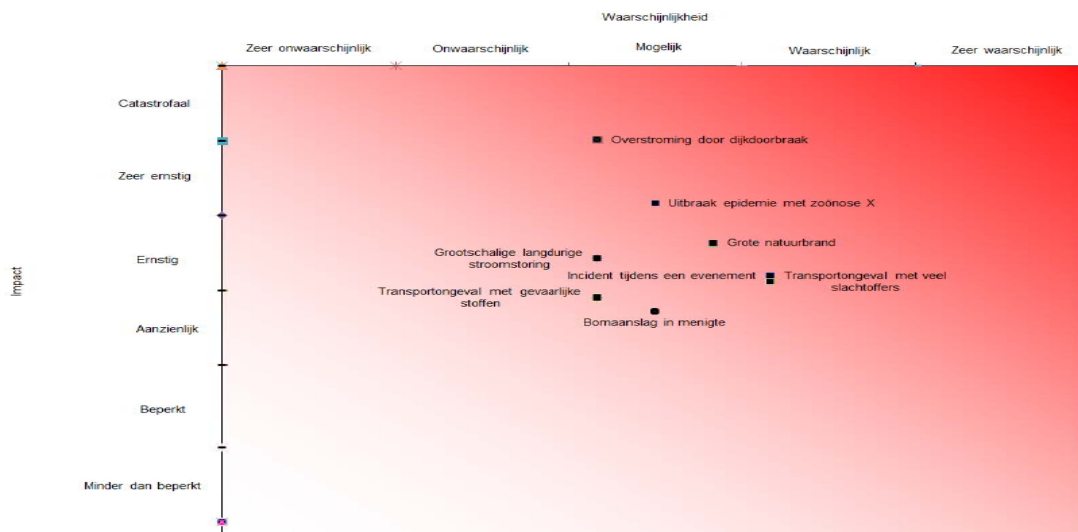 Waarschijnlijkheid
Zeer onwaarschijnlijk
Onwaarschijnlijk
Mogelijk
Waarschijnlijk
Zeer waarschijnlijk
Impact
Catastrofaal
Zeer ernstig
Ernstig
Aanzienlijk
Beperkt
Minder dan beperkt
Overstroming door dijkdoorbraak
Uitbraak epidemie met zoönose X
Grote natuurbrand
Grootschalige langdurige
stroomstoring
Incident tijdens een evenement
Transportongeval met veel
slachtoffers
Transportongeval met gevaarlijke
stoffen
Bomaanslag in menigte